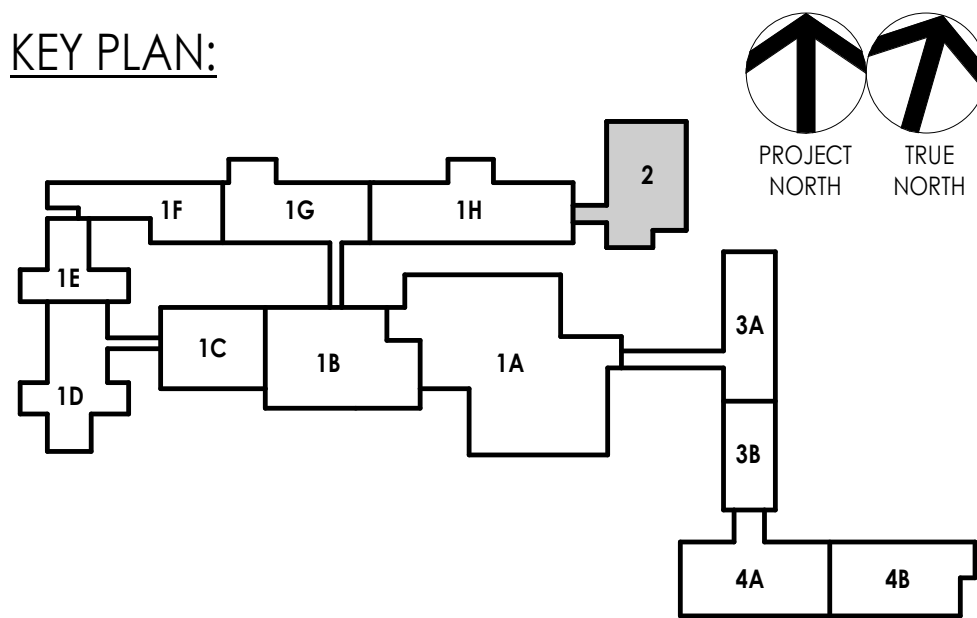 KEY PLAN:
PROJECT NORTH
TRUE NORTH
2
1F
1G
1H
1E
1C
1B
1A
3A
1D
3B
4A
4B